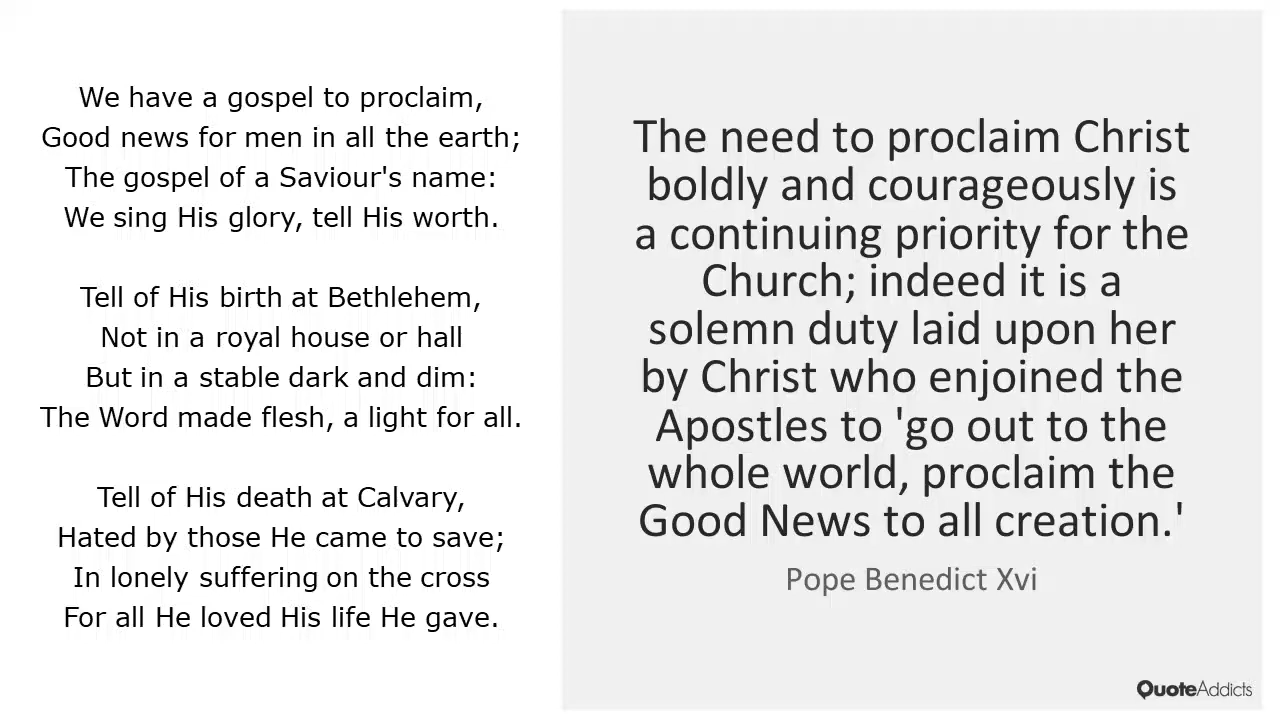 We have a gospel to proclaim,
Good news for men in all the earth;
The gospel of a Saviour's name:
We sing His glory, tell His worth.
Tell of His birth at Bethlehem,
Not in a royal house or hall
But in a stable dark and dim:
The Word made flesh, a light for all.
Tell of His death at Calvary,
Hated by those He came to save;
In lonely suffering on the cross
For all He loved His life He gave.
The need to proclaim Christ
boldly and courageously is
a continuing priority for the
Church; indeed it is a
solemn duty laid upon her
by Christ who enjoined the
Apostles to 'go out to the
whole world, proclaim the
Good News to all creation.'
Pope Benedict Xvi
QuoteAddicts